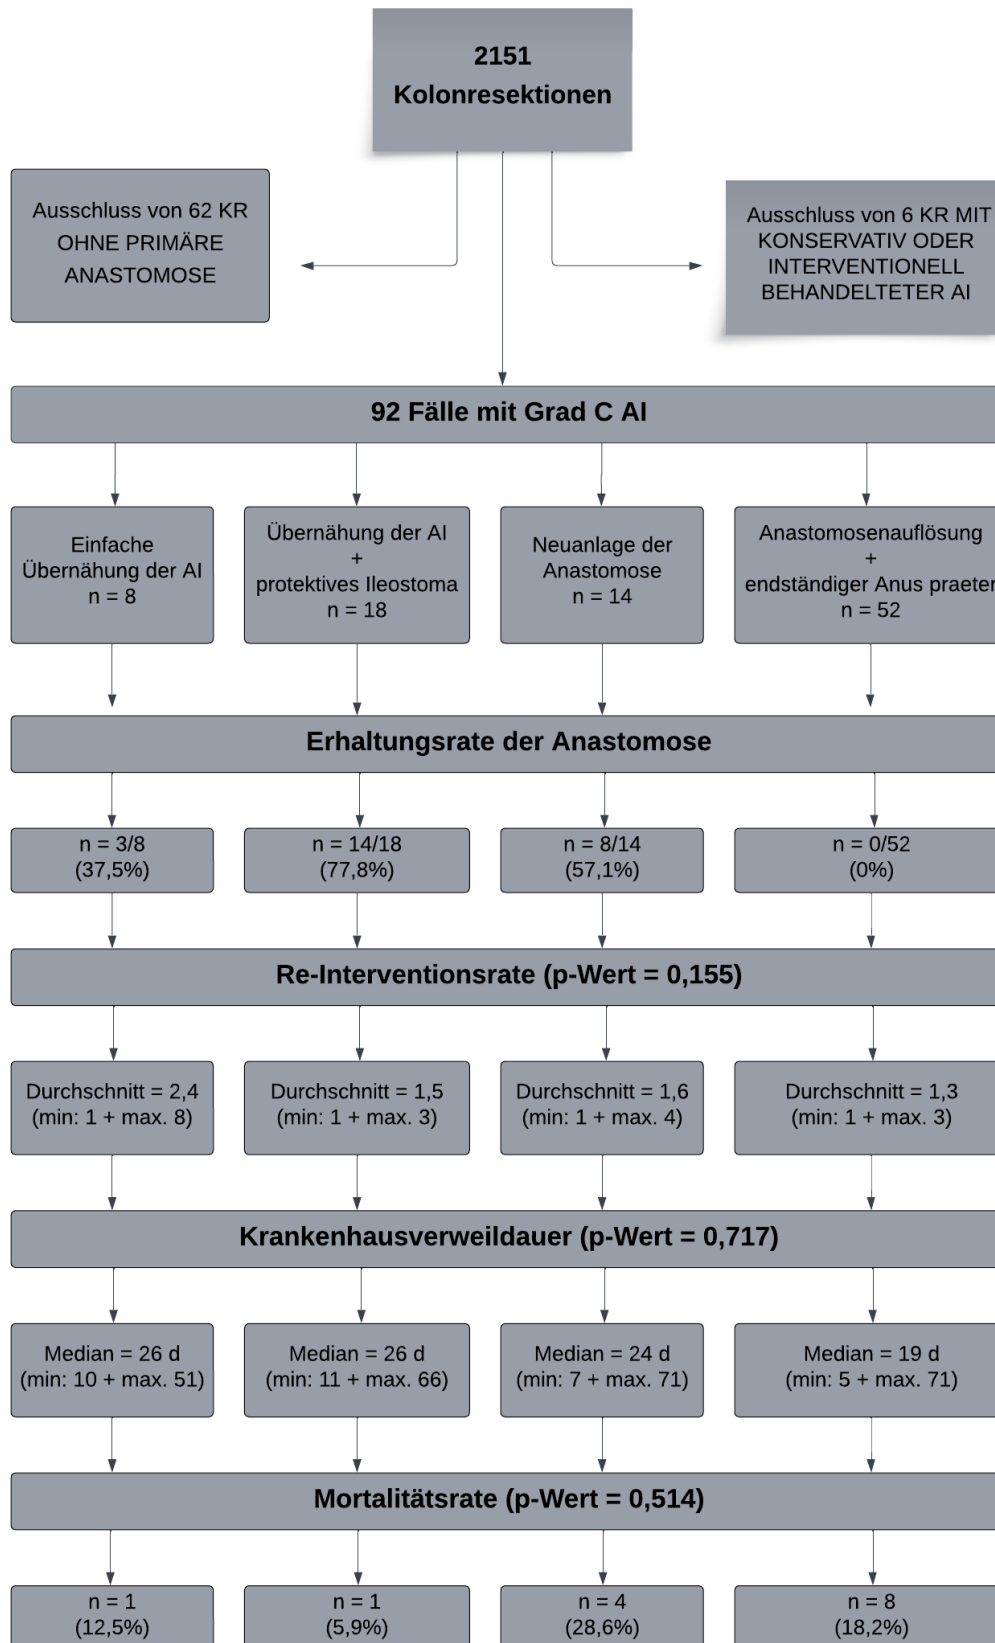 2151
Kolonresektionen
Ausschluss von 62 KR
OHNE PRIMÄRE
ANASTOMOSE
Ausschluss von 6 KR MIT
KONSERVATIV ODER
INTERVENTIONELL
BEHANDELTETER AI
92 Fälle mit Grad C AI
Einfache
Übernähung der AI
n = 8
Übernähung der AI
+
protektives Ileostoma
n = 18
Neuanlage der
Anastomose
n = 14
Anastomosenauflösung
+
endständiger Anus praeter
n = 52
Erhaltungsrate der Anastomose
n = 3/8
(37,5%)
n = 14/18
(77,8%)
n = 8/14
(57,1%)
n = 0/52
(0%)
Re-Interventionsrate (p-Wert = 0,155)
Durchschnitt = 2,4
(min: 1 + max. 8)
Durchschnitt = 1,5
(min: 1 + max. 3)
Durchschnitt = 1,6
(min: 1 + max. 4)
Durchschnitt = 1,3
(min: 1 + max. 3)
Krankenhausverweildauer (p-Wert = 0,717)
Median = 26 d
(min: 10 + max. 51)
Median = 26 d
(min: 11 + max. 66)
Median = 24 d
(min: 7 + max. 71)
Median = 19 d
(min: 5 + max. 71)
Mortalitätsrate (p-Wert = 0,514)
n = 1
(12,5%)
n = 1
(5,9%)
n = 4
(28,6%)
n = 8
(18,2%)